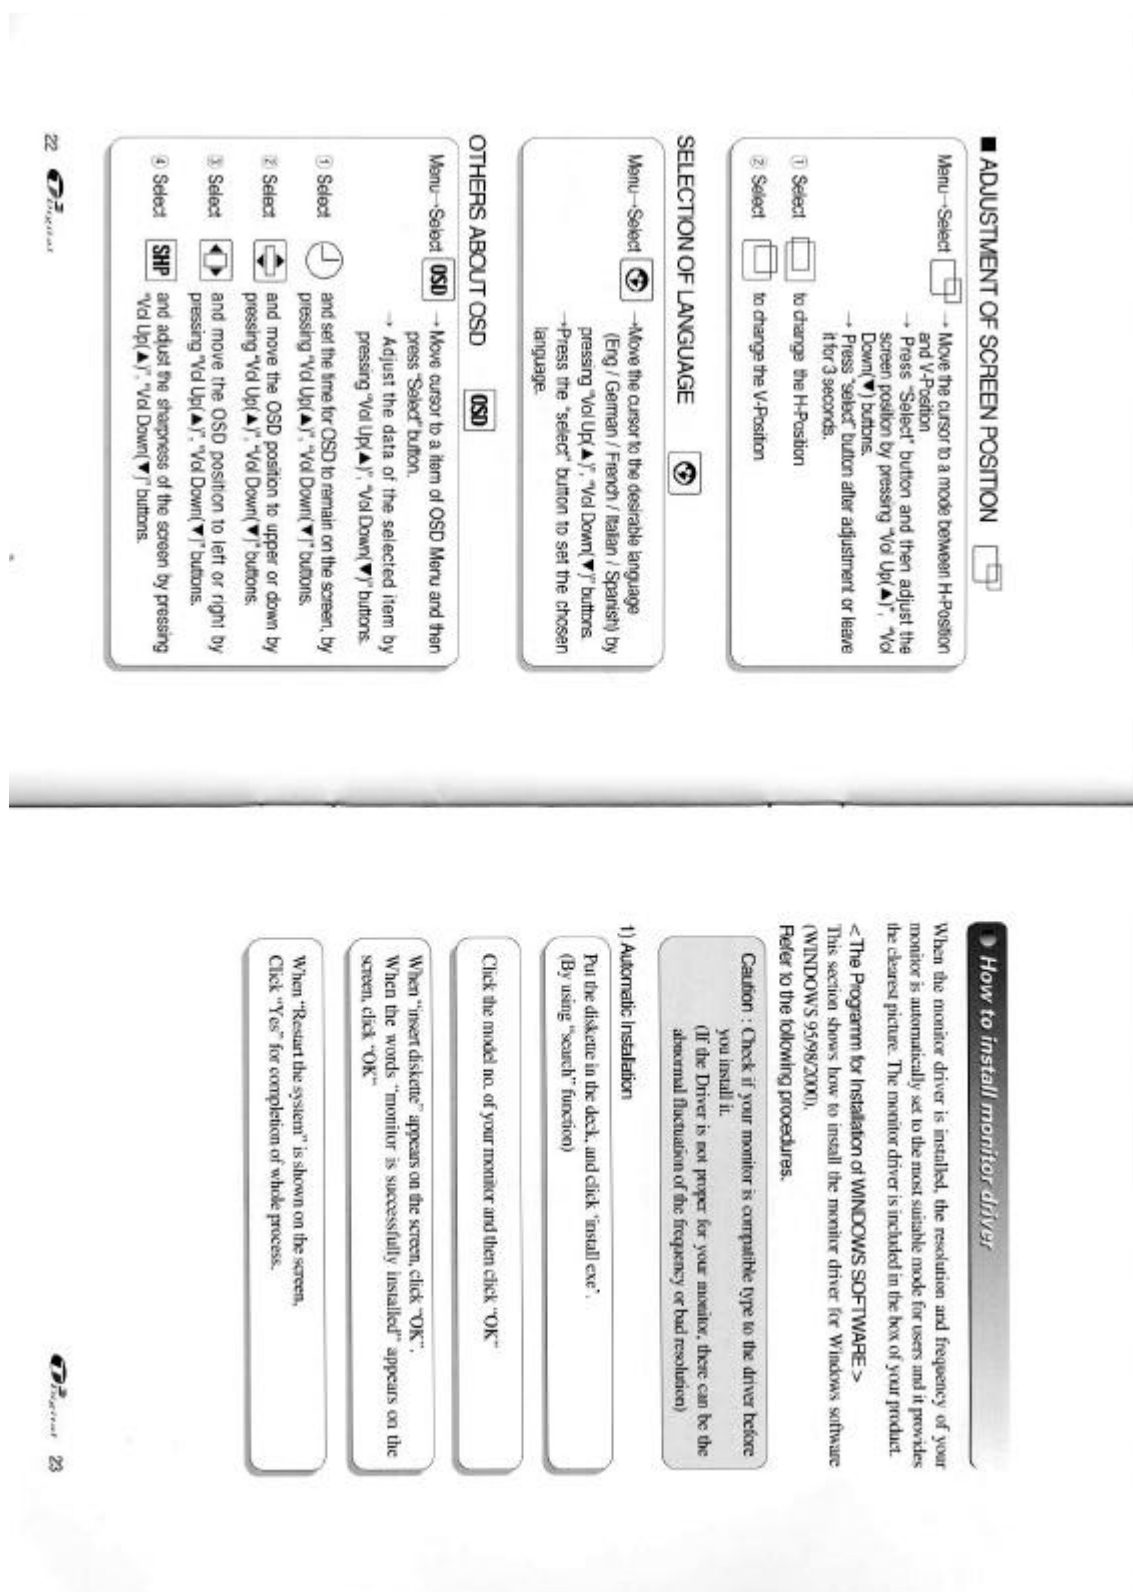 ■ ADJUSTMENT OF SCREEN POSITION
Menu→Select → Move the cursor to a mode between H-Position
and V-Position
→ Press "Select" button and then adjust the
screen position by pressing "Vol Up(▲)", "Vol
Down(▼) buttons.
→ Press "select" button after adjustment or leave
it for 3 seconds.
① Select to change the H-Position
② Select to change the V-Position
SELECTION OF LANGUAGE
Menu→Select →Move the cursor to the desirable language
(Eng / German / French / Italian / Spanish) by
pressing "Vol Up(▲)", "Vol Down(▼)" buttons.
→Press the "select" button to set the chosen
language.
OTHERS ABOUT OSD OSD
Menu→Select OSD → Move cursor to a item of OSD Menu and then
press "Select" button.
→ Adjust the data of the selected item by
pressing "Vol Up(▲)", "Vol Down(▼)" buttons.
① Select and set the time for OSD to remain on the screen, by
pressing "Vol Up(▲)", "Vol Down(▼)" buttons.
② Select and move the OSD position to upper or down by
pressing "Vol Up(▲)", "Vol Down(▼)" buttons.
③ Select and move the OSD position to left or right by
pressing "Vol Up(▲)", "Vol Down(▼)" buttons.
④ Select SHP and adjust the sharpness of the screen by pressing
"Vol Up(▲)", "Vol Down(▼)" buttons.
22 Digital
How to install monitor driver
When the monitor driver is installed, the resolution and frequency of your
monitor is automatically set to the most suitable mode for users and it provides
the clearest picture. The monitor driver is included in the box of your product.
< The Programm for Installation of WINDOWS SOFTWARE >
This section shows how to install the monitor driver for Windows software
(WINDOWS 95/98/2000).
Refer to the following procedures.
Caution : Check if your monitor is compatible type to the driver before
you install it.
(If the Driver is not proper for your monitor, there can be the
abnormal fluctuation of the frequency or bad resolution)
1) Automatic Installation
Put the diskette in the deck, and click 'install exe'.
(By using "search" function)
Click the model no. of your monitor and then click "OK"
When "insert diskette" appears on the screen, click "OK".
When the words "monitor is successfully installed" appears on the
screen, click "OK"
When "Restart the system" is shown on the screen,
Click "Yes" for completion of whole process.
Digital 23